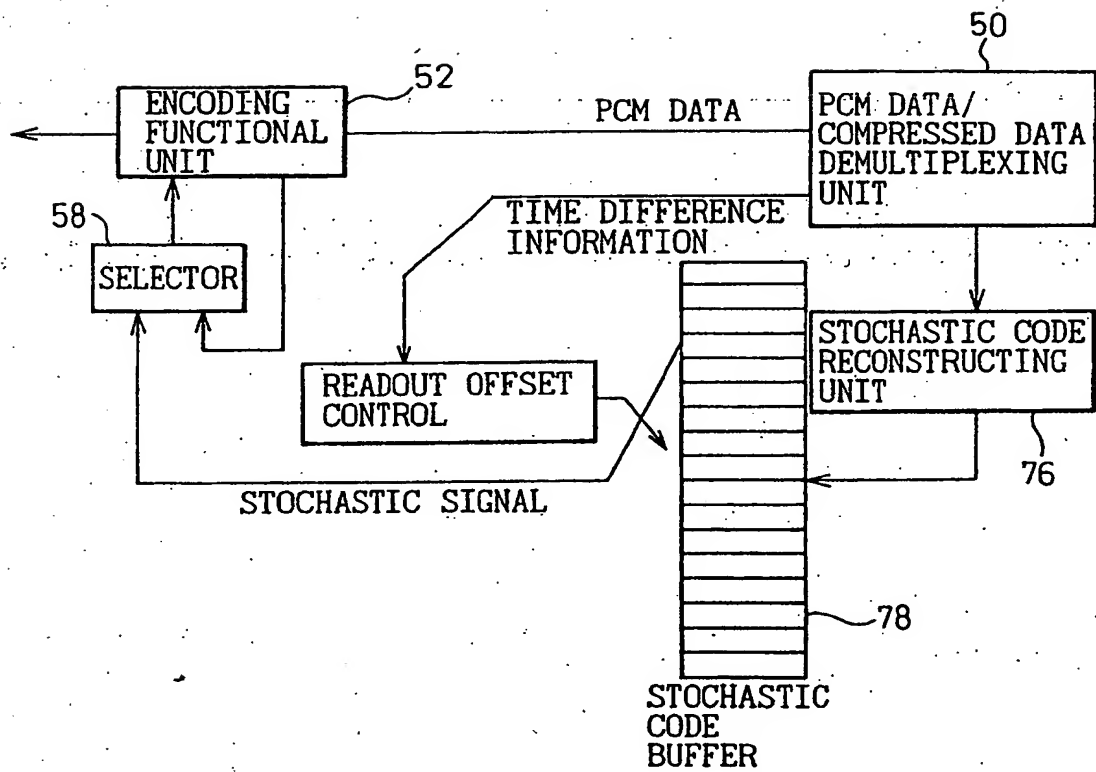 50
52
ENCODING
FUNCTIONAL
UNIT
PCM DATA
PCM DATA/
COMPRESSED DATA
DEMULTIPLEXING
UNIT
58
TIME DIFFERENCE
INFORMATION
SELECTOR
READOUT OFFSET
CONTROL
STOCHASTIC CODE
RECONSTRUCTING
UNIT
76
STOCHASTIC SIGNAL
78
STOCHASTIC
CODE
BUFFER